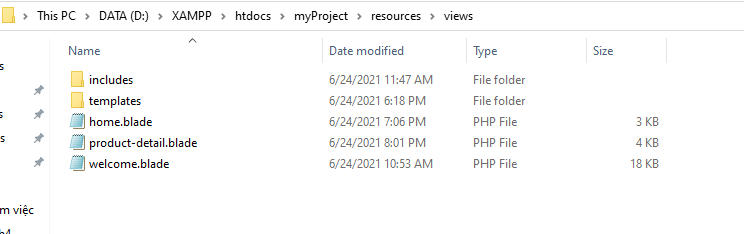 This PC > DATA (D:) > XAMPP > htdocs > myProject > resources > views
Name Date modified Type Size
includes 6/24/2021 11:47 AM File folder
templates 6/24/2021 6:18 PM File folder
home.blade 6/24/2021 7:06 PM PHP File 3 KB
product-detail.blade 6/24/2021 8:01 PM PHP File 4 KB
welcome.blade 6/24/2021 10:53 AM PHP File 18 KB
m việc